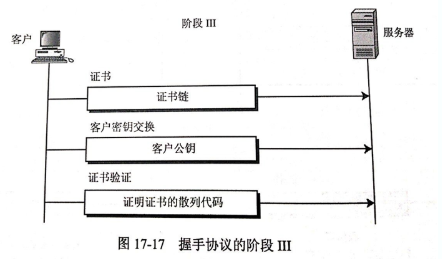 阶段 III
客户
服务器
证书
证书链
客户密钥交换
客户公钥
证书验证
证明证书的散列代码
图 17-17 握手协议的阶段 III